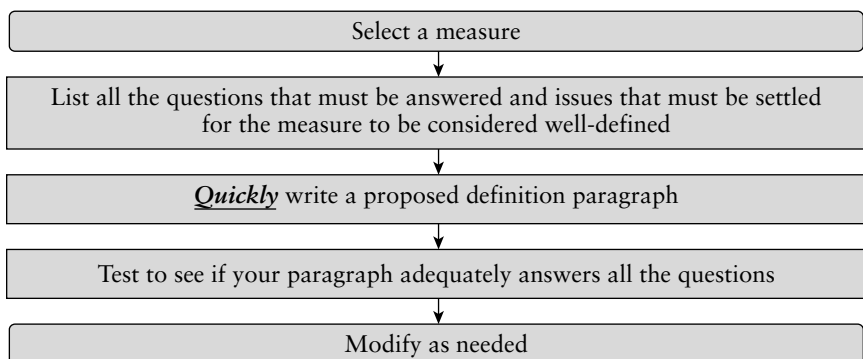 Select a measure
List all the questions that must be answered and issues that must be settled
for the measure to be considered well-defined
Quickly write a proposed definition paragraph
Test to see if your paragraph adequately answers all the questions
Modify as needed